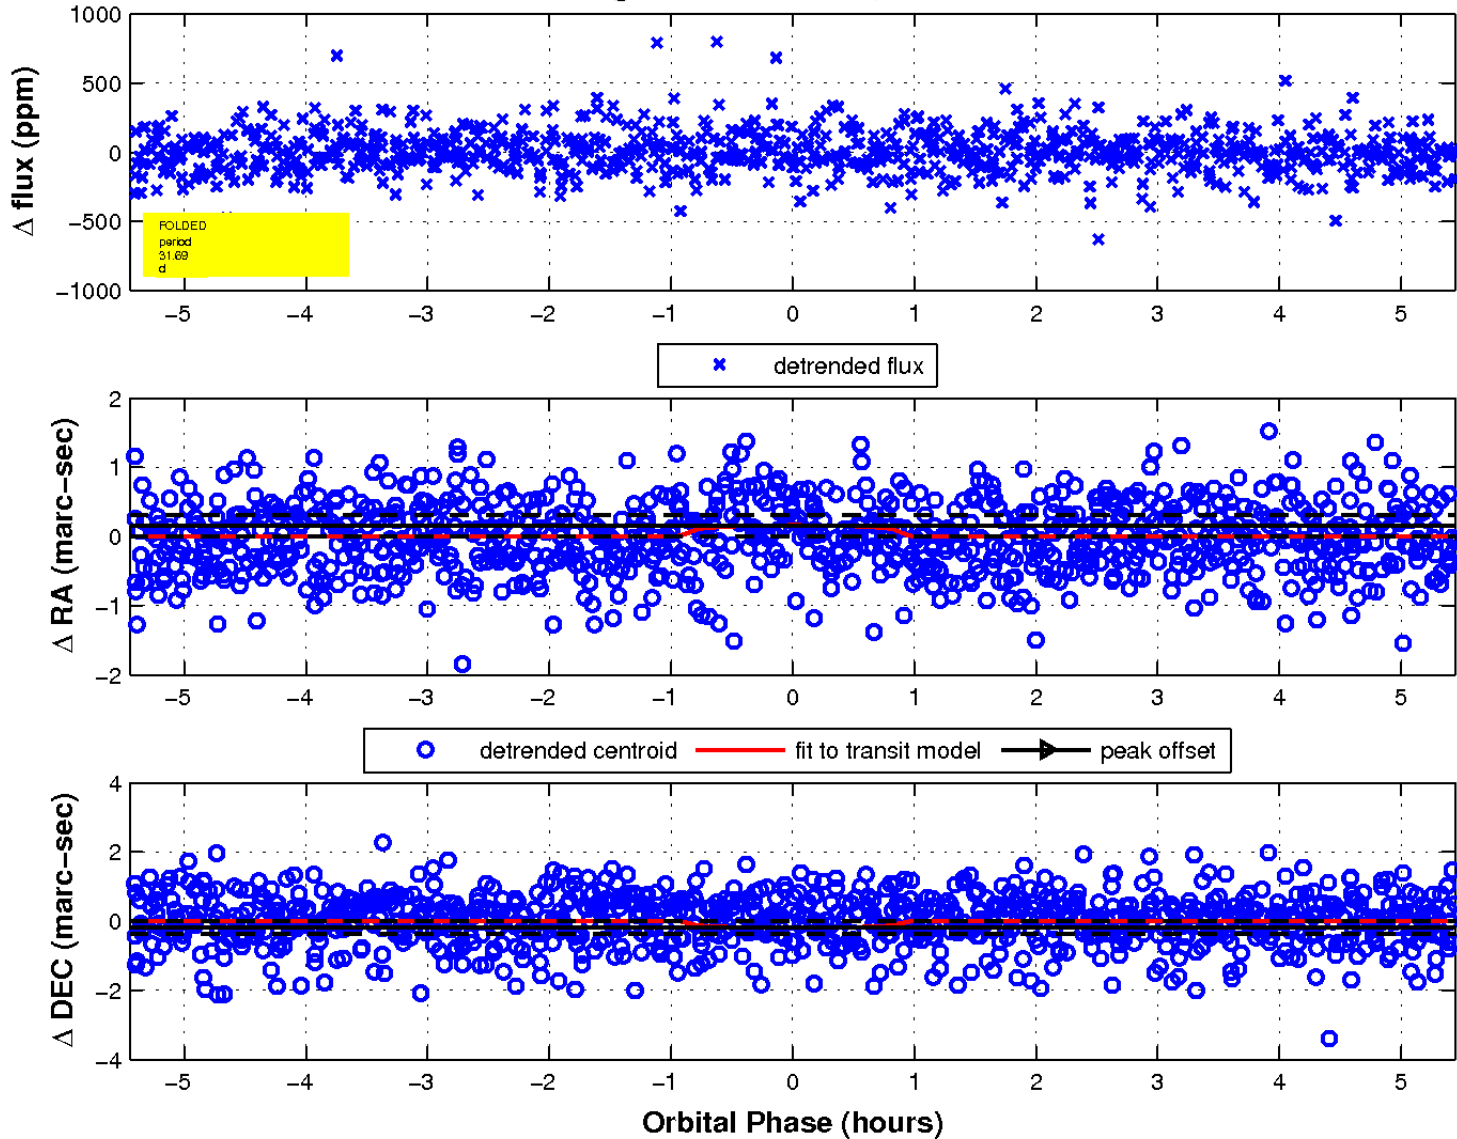 1000
500
0
−500
−1000
Δ flux (ppm)
FOLDED
period
31.69
d
−5 −4 −3 −2 −1 0 1 2 3 4 5
detrended flux
2
1
0
−1
−2
Δ RA (marc−sec)
−5 −4 −3 −2 −1 0 1 2 3 4 5
detrended centroid fit to transit model peak offset
4
2
0
−2
−4
Δ DEC (marc−sec)
−5 −4 −3 −2 −1 0 1 2 3 4 5
Orbital Phase (hours)